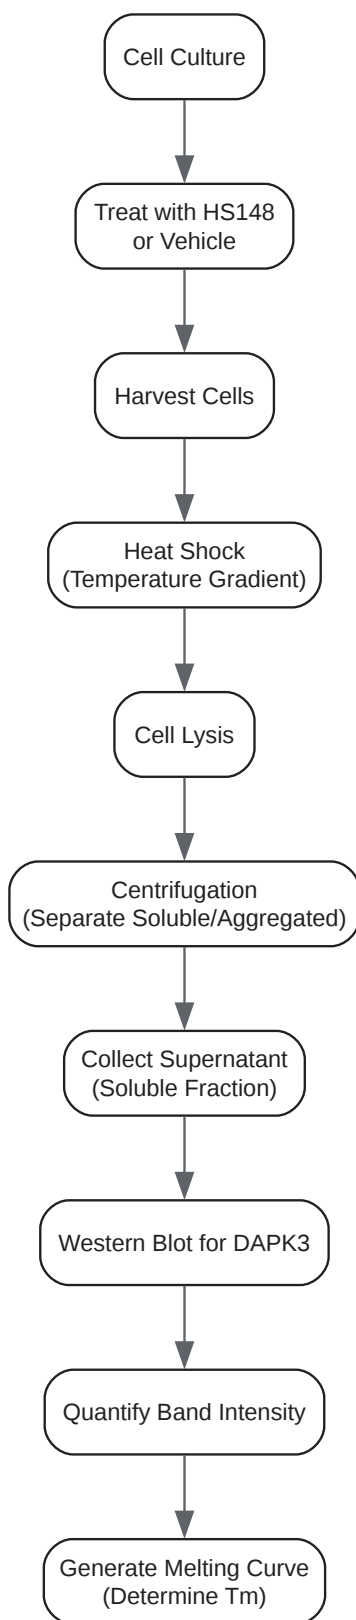 Cell Culture
Treat with HS148
or Vehicle
Harvest Cells
Heat Shock
(Temperature Gradient)
Cell Lysis
Centrifugation
(Separate Soluble/Aggregated)
Collect Supernatant
(Soluble Fraction)
Western Blot for DAPK3
Quantify Band Intensity
Generate Melting Curve
(Determine Tm)